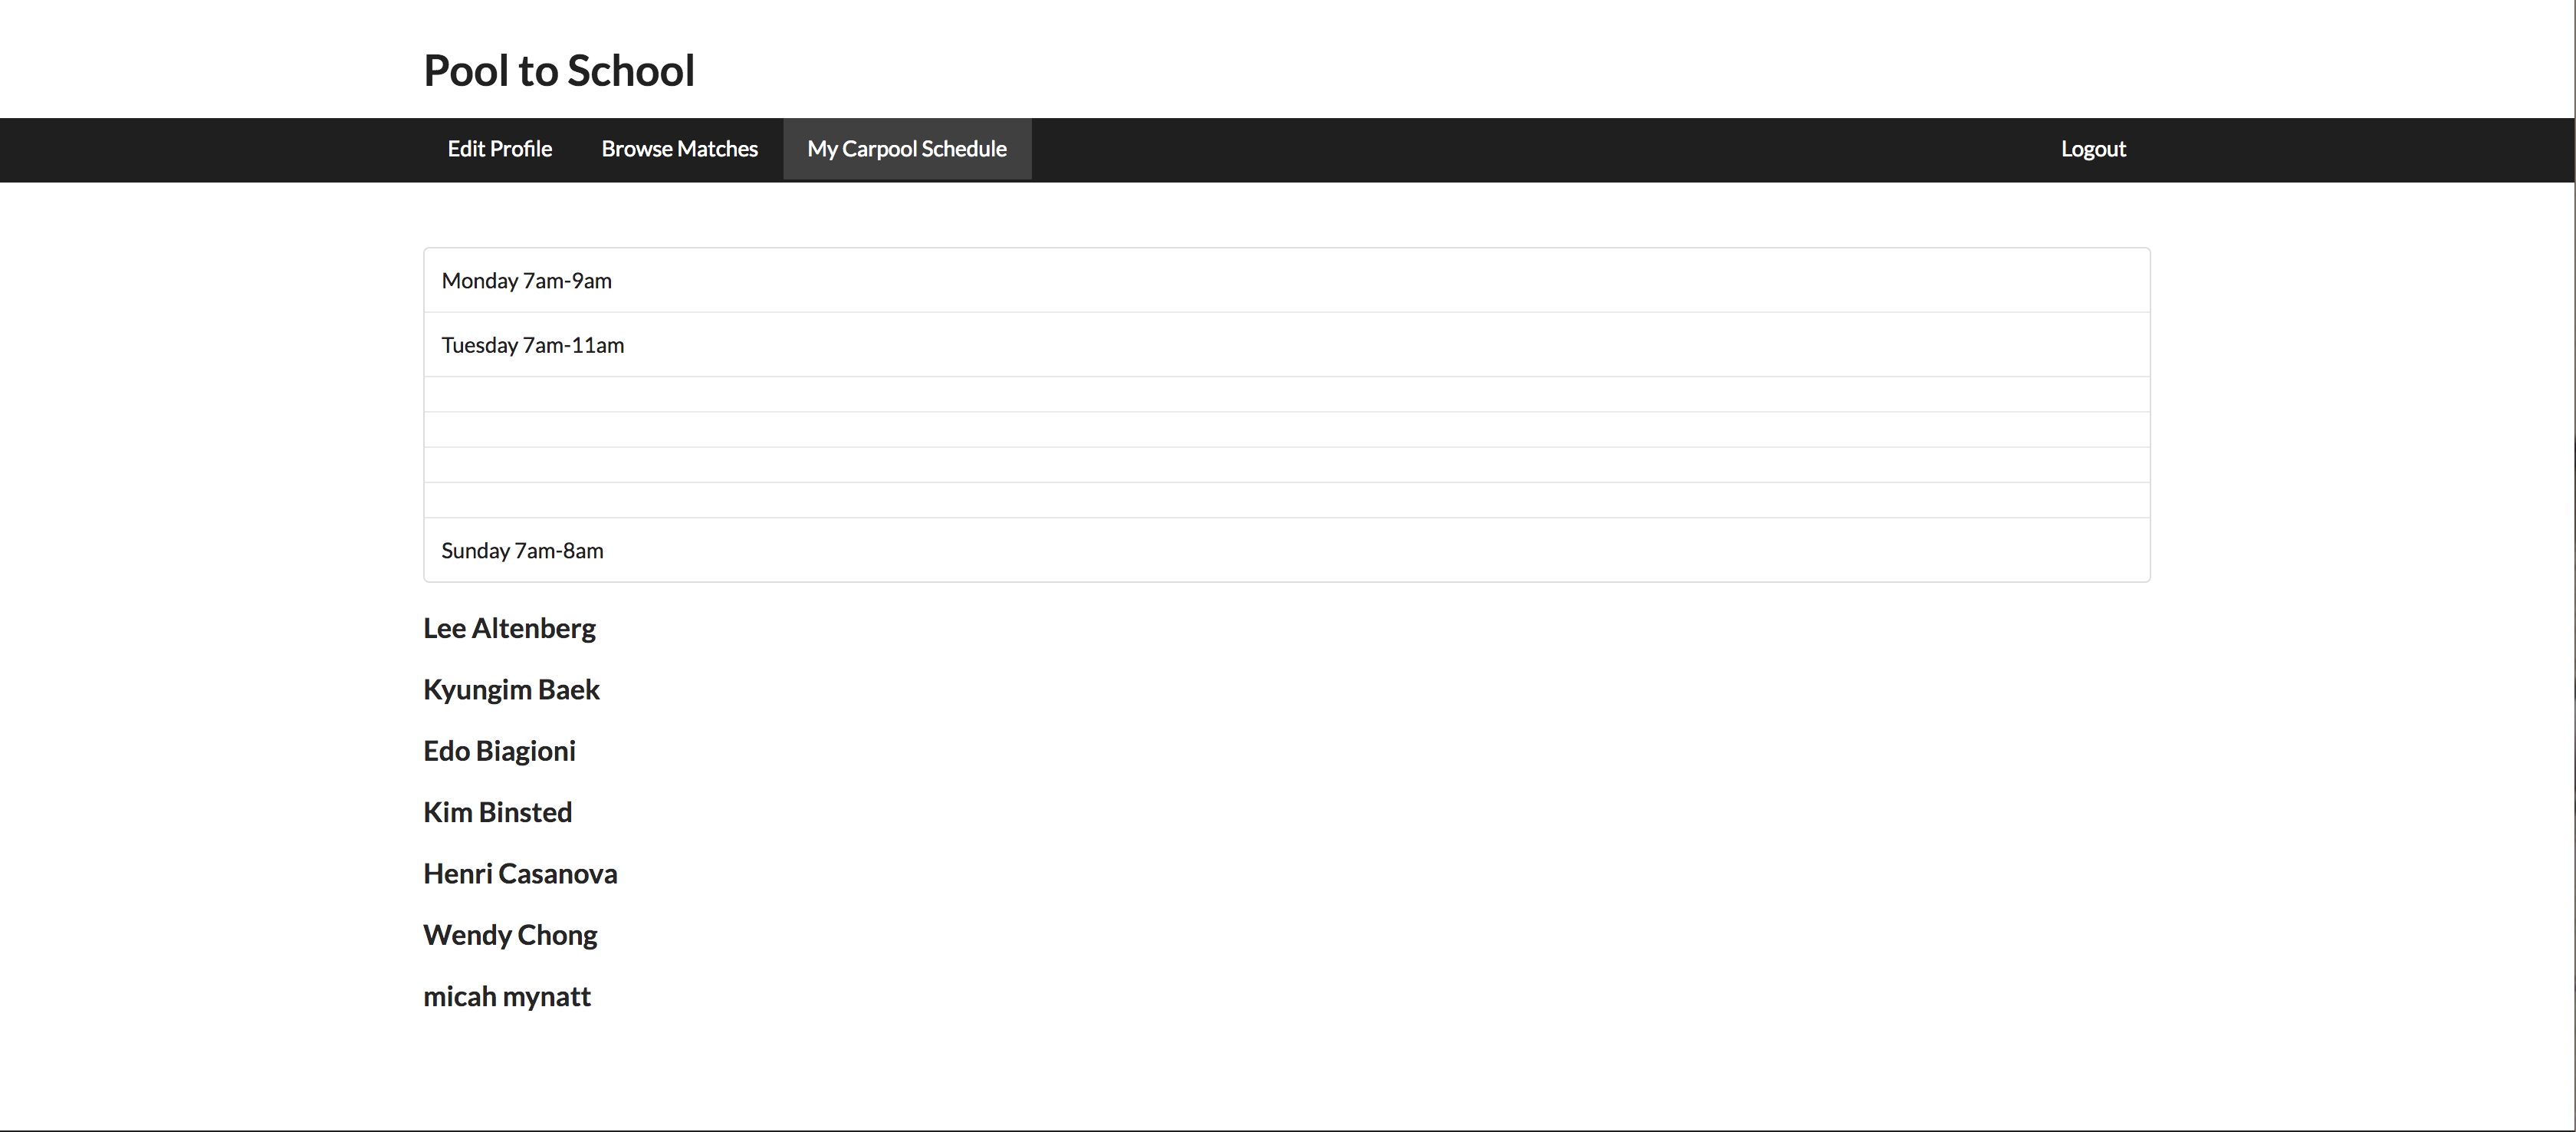 Pool to School
Edit Profile Browse Matches My Carpool Schedule Logout
Monday 7am-9am
Tuesday 7am-11am
Sunday 7am-8am
Lee Altenberg
Kyungim Baek
Edo Biagioni
Kim Binsted
Henri Casanova
Wendy Chong
micah mynatt